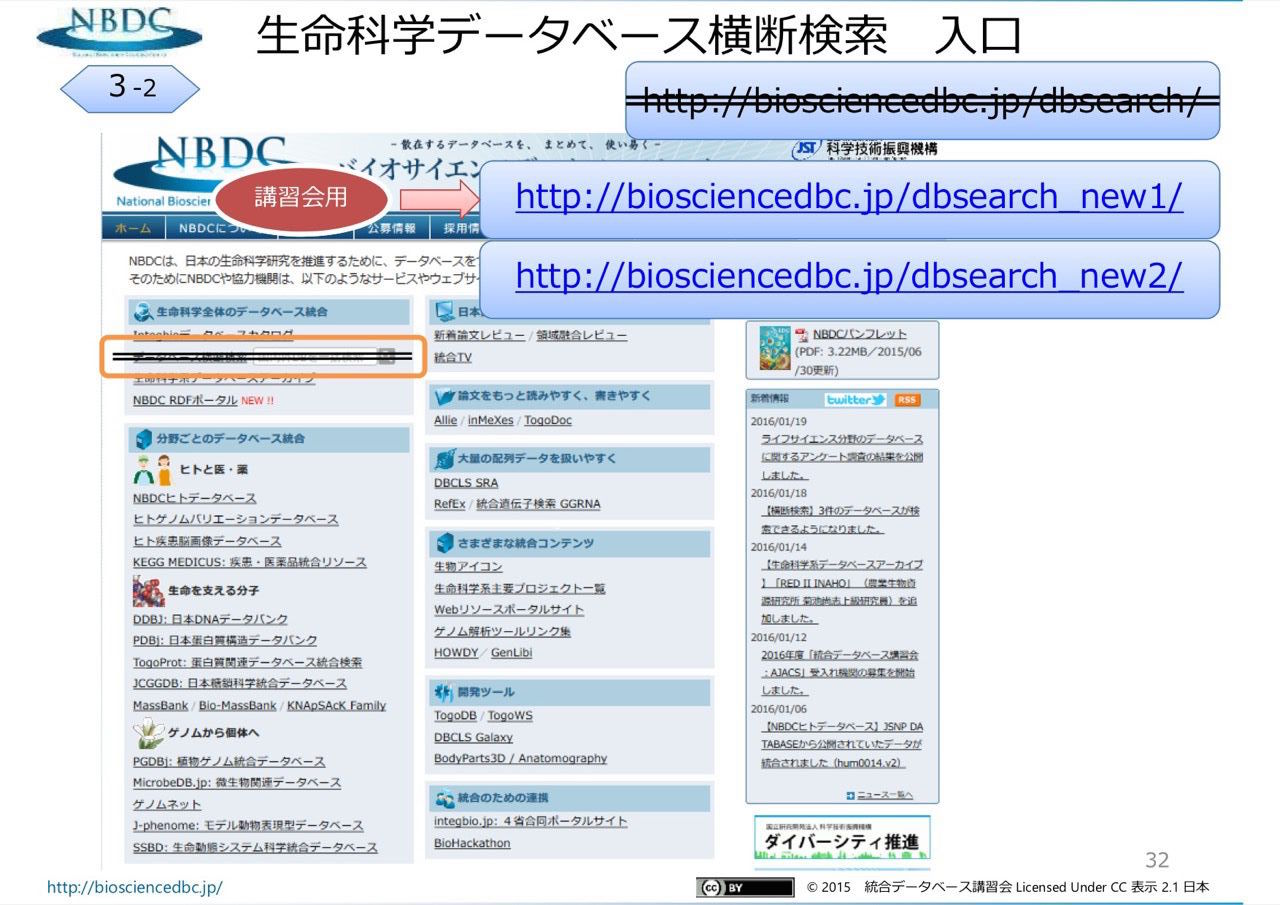 NBDC
生命科学データベース横断検索　入口
3 -2
http://biosciencedbc.jp/dbsearch/
NBDC
National Bioscien
－散在するデータベースを、まとめて、使い易く－
バイオサイエン
JST 科学技術振興機構
講習会用
http://biosciencedbc.jp/dbsearch_new1/
http://biosciencedbc.jp/dbsearch_new2/
ホーム
NBDCについ
公募情報
採用情
NBDCは、日本の生命科学研究を推進するために、データベースを
そのためにNBDCや協力機関は、以下のようなサービスやウェブサ
生命科学全体のデータベース統合
Integbioデータベースカタログ
データベース横断検索
生命科学系データベースアーカイブ
NBDC RDFポータル NEW !!
分野ごとのデータベース統合
ヒトと医・薬
NBDCヒトデータベース
ヒトゲノムバリエーションデータベース
ヒト疾患脳画像データベース
KEGG MEDICUS: 疾患・医薬品統合リソース
生命を支える分子
DDBJ: 日本DNAデータバンク
PDBj: 日本蛋白質構造データバンク
TogoProt: 蛋白質関連データベース統合検索
JCGGDB: 日本糖鎖科学統合データベース
MassBank / Bio-MassBank / KNApSAcK Family
ゲノムから個体へ
PGDBj: 植物ゲノム統合データベース
MicrobeDB.jp: 微生物関連データベース
ゲノムネット
J-phenome: モデル動物表現型データベース
SSBD: 生命動態システム科学統合データベース
日本
新着論文レビュー / 領域融合レビュー
統合TV
論文をもっと読みやすく、書きやすく
Allie / inMeXes / TogoDoc
大量の配列データを扱いやすく
DBCLS SRA
RefEx / 統合遺伝子検索 GGRNA
さまざまな統合コンテンツ
生物アイコン
生命科学系主要プロジェクト一覧
Webリソースポータルサイト
ゲノム解析ツールリンク集
HOWDY / GenLibi
開発ツール
TogoDB / TogoWS
DBCLS Galaxy
BodyParts3D / Anatomography
統合のための連携
integbio.jp: ４省合同ポータルサイト
BioHackathon
NBDCパンフレット
(PDF: 3.22MB／2015/06
/30更新)
新着情報 twitter RSS
2016/01/19
ライフサイエンス分野のデータベース
に関するアンケート調査の結果を公開
しました。
2016/01/18
【横断検索】3件のデータベースが検
索できるようになりました。
2016/01/14
【生命科学系データベースアーカイブ
】「RED II INAHO」（農業生物資
源研究所 菊池尚志上級研究員）を追
加しました。
2016/01/12
2016年度「統合データベース講習会
：AJACS」受入れ機関の募集を開始
しました。
2016/01/06
【NBDCヒトデータベース】JSNP DA
TABASEから公開されていたデータが
統合されました（hum0014.v2）
ニュース一覧へ
国立研究開発法人 科学技術振興機構
ダイバーシティ推進
32
http://biosciencedbc.jp/
cc BY
© 2015　統合データベース講習会 Licensed Under CC 表示 2.1 日本